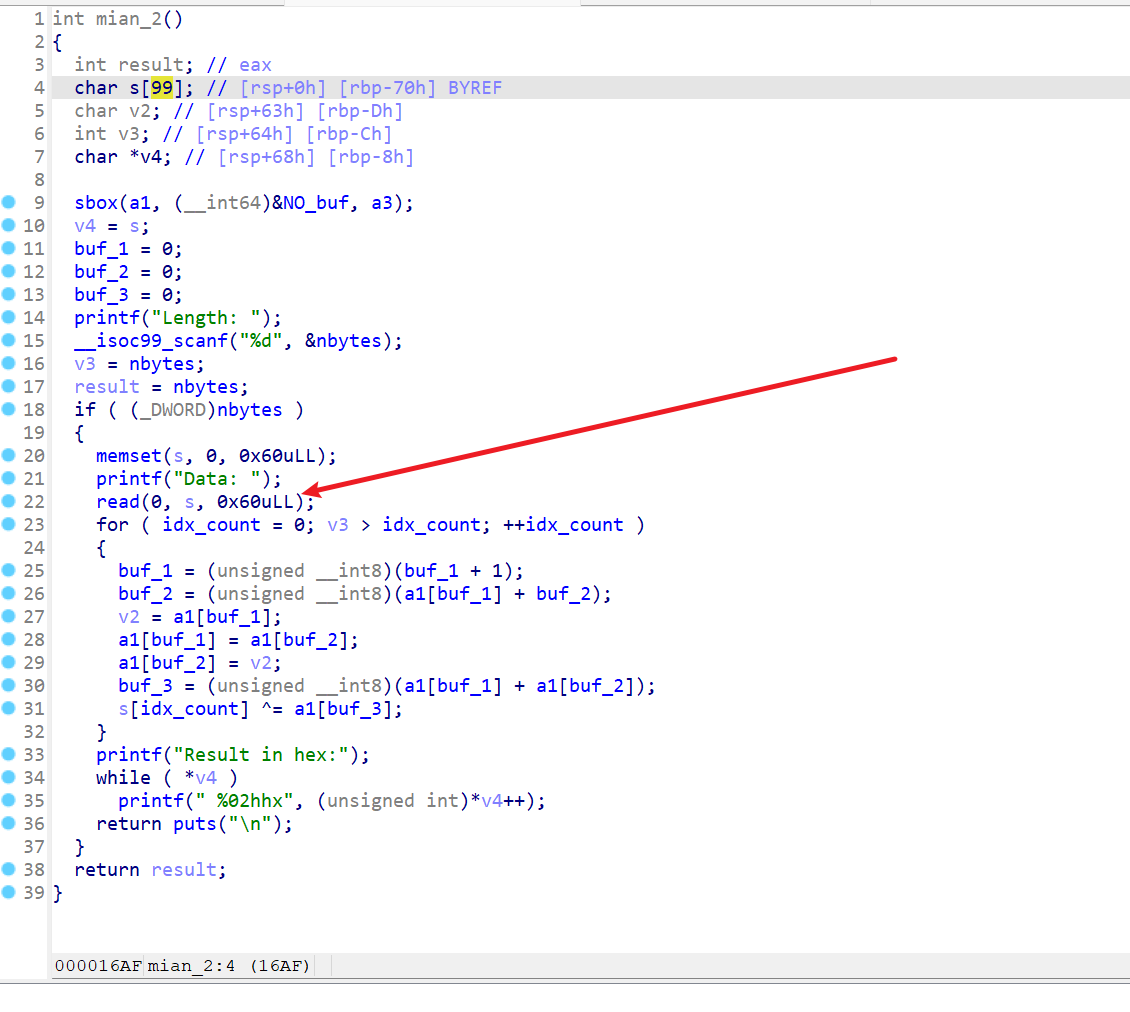 1 int mian_2()
2 {
3   int result; // eax
4   char s[99]; // [rsp+0h] [rbp-70h] BYREF
5   char v2; // [rsp+63h] [rbp-Dh]
6   int v3; // [rsp+64h] [rbp-Ch]
7   char *v4; // [rsp+68h] [rbp-8h]
8
9   sbox(a1, (__int64)&NO_buf, a3);
10   v4 = s;
11   buf_1 = 0;
12   buf_2 = 0;
13   buf_3 = 0;
14   printf("Length: ");
15   __isoc99_scanf("%d", &nbytes);
16   v3 = nbytes;
17   result = nbytes;
18   if ( (_DWORD)nbytes )
19   {
20     memset(s, 0, 0x60uLL);
21     printf("Data: ");
22     read(0, s, 0x60uLL);
23     for ( idx_count = 0; v3 > idx_count; ++idx_count )
24     {
25       buf_1 = (unsigned __int8)(buf_1 + 1);
26       buf_2 = (unsigned __int8)(a1[buf_1] + buf_2);
27       v2 = a1[buf_1];
28       a1[buf_1] = a1[buf_2];
29       a1[buf_2] = v2;
30       buf_3 = (unsigned __int8)(a1[buf_1] + a1[buf_2]);
31       s[idx_count] ^= a1[buf_3];
32     }
33     printf("Result in hex:");
34     while ( *v4 )
35       printf(" %02hhx", (unsigned int)*v4++);
36     return puts("\n");
37   }
38   return result;
39 }
000016AF mian_2:4 (16AF)